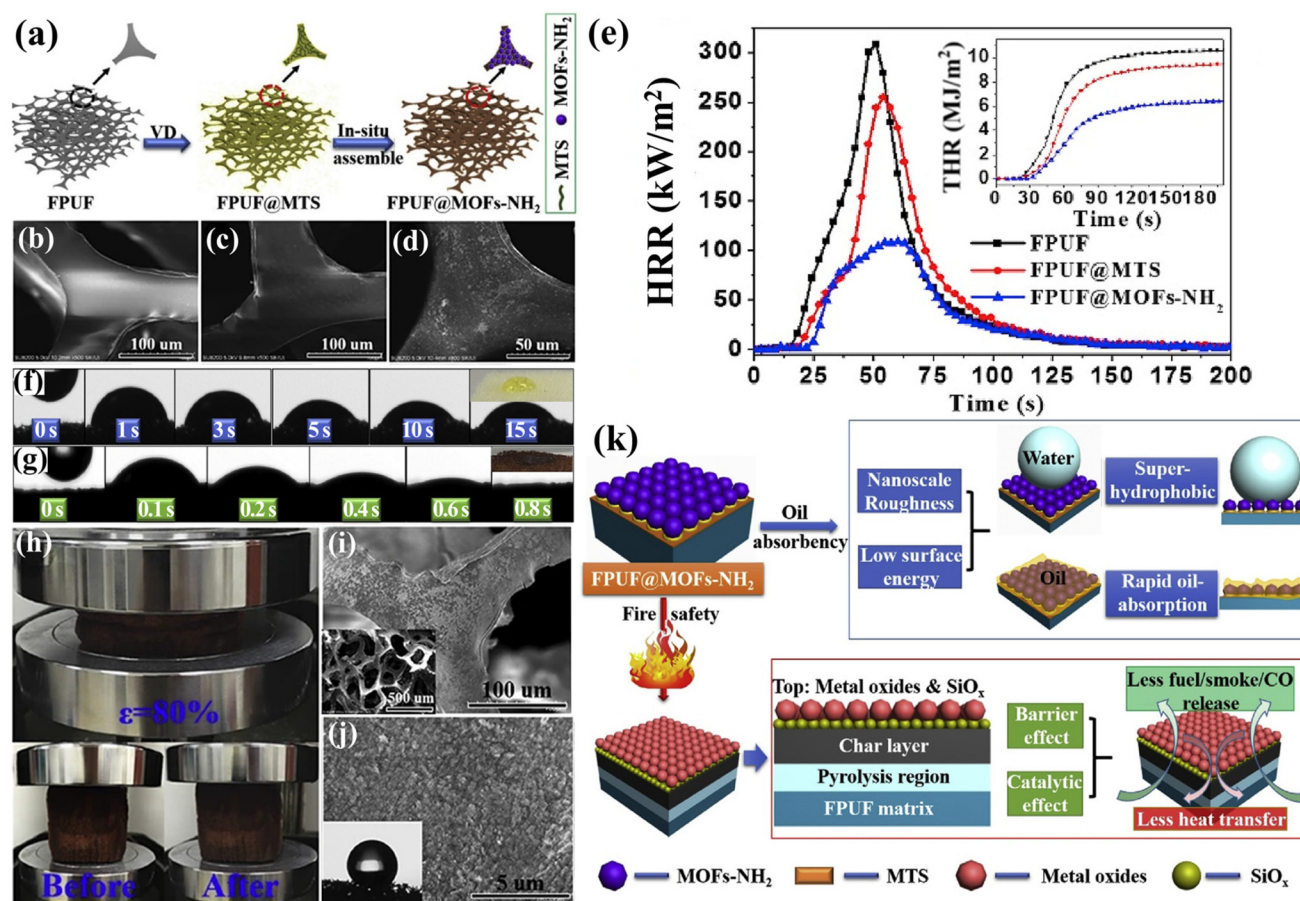 (a)
VD
In-situ
assemble
FPUF
FPUF@MTS
FPUF@MOFs-NH2
MTS
MOFs-NH2
(b)
100 um
(c)
100 um
(d)
50 um
(e)
HRR (kW/m2)
300
250
200
150
100
50
0
0 25 50 75 100 125 150 175 200
Time (s)
THR (MJ/m2)
10
8
6
4
2
0
0 30 60 90 120150180
Time (s)
FPUF
FPUF@MTS
FPUF@MOFs-NH2
(f)
0 s 1 s 3 s 5 s 10 s 15 s
(g)
0 s 0.1 s 0.2 s 0.4 s 0.6 s 0.8 s
(h)
ε=80%
Before After
(i)
500 um
100 um
(j)
5 um
(k)
FPUF@MOFs-NH2
Oil
absorbency
Nanoscale
Roughness
Low surface
energy
Water
Super-
hydrophobic
Oil
Rapid oil-
absorption
Fire safety
Top: Metal oxides & SiOx
Char layer
Pyrolysis region
FPUF matrix
Barrier
effect
Catalytic
effect
Less fuel/smoke/CO
release
Less heat transfer
MOFs-NH2 MTS Metal oxides SiOx